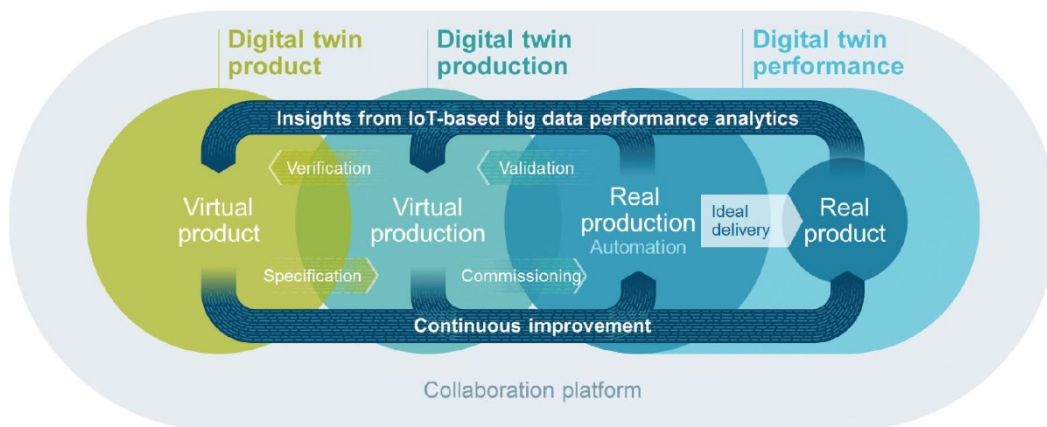 Digital twin
product
Digital twin
production
Digital twin
performance
Insights from IoT-based big data performance analytics
Verification
Validation
Virtual
product
Virtual
production
Real
production
Automation
Ideal
delivery
Real
product
Specification
Commissioning
Continuous improvement
Collaboration platform